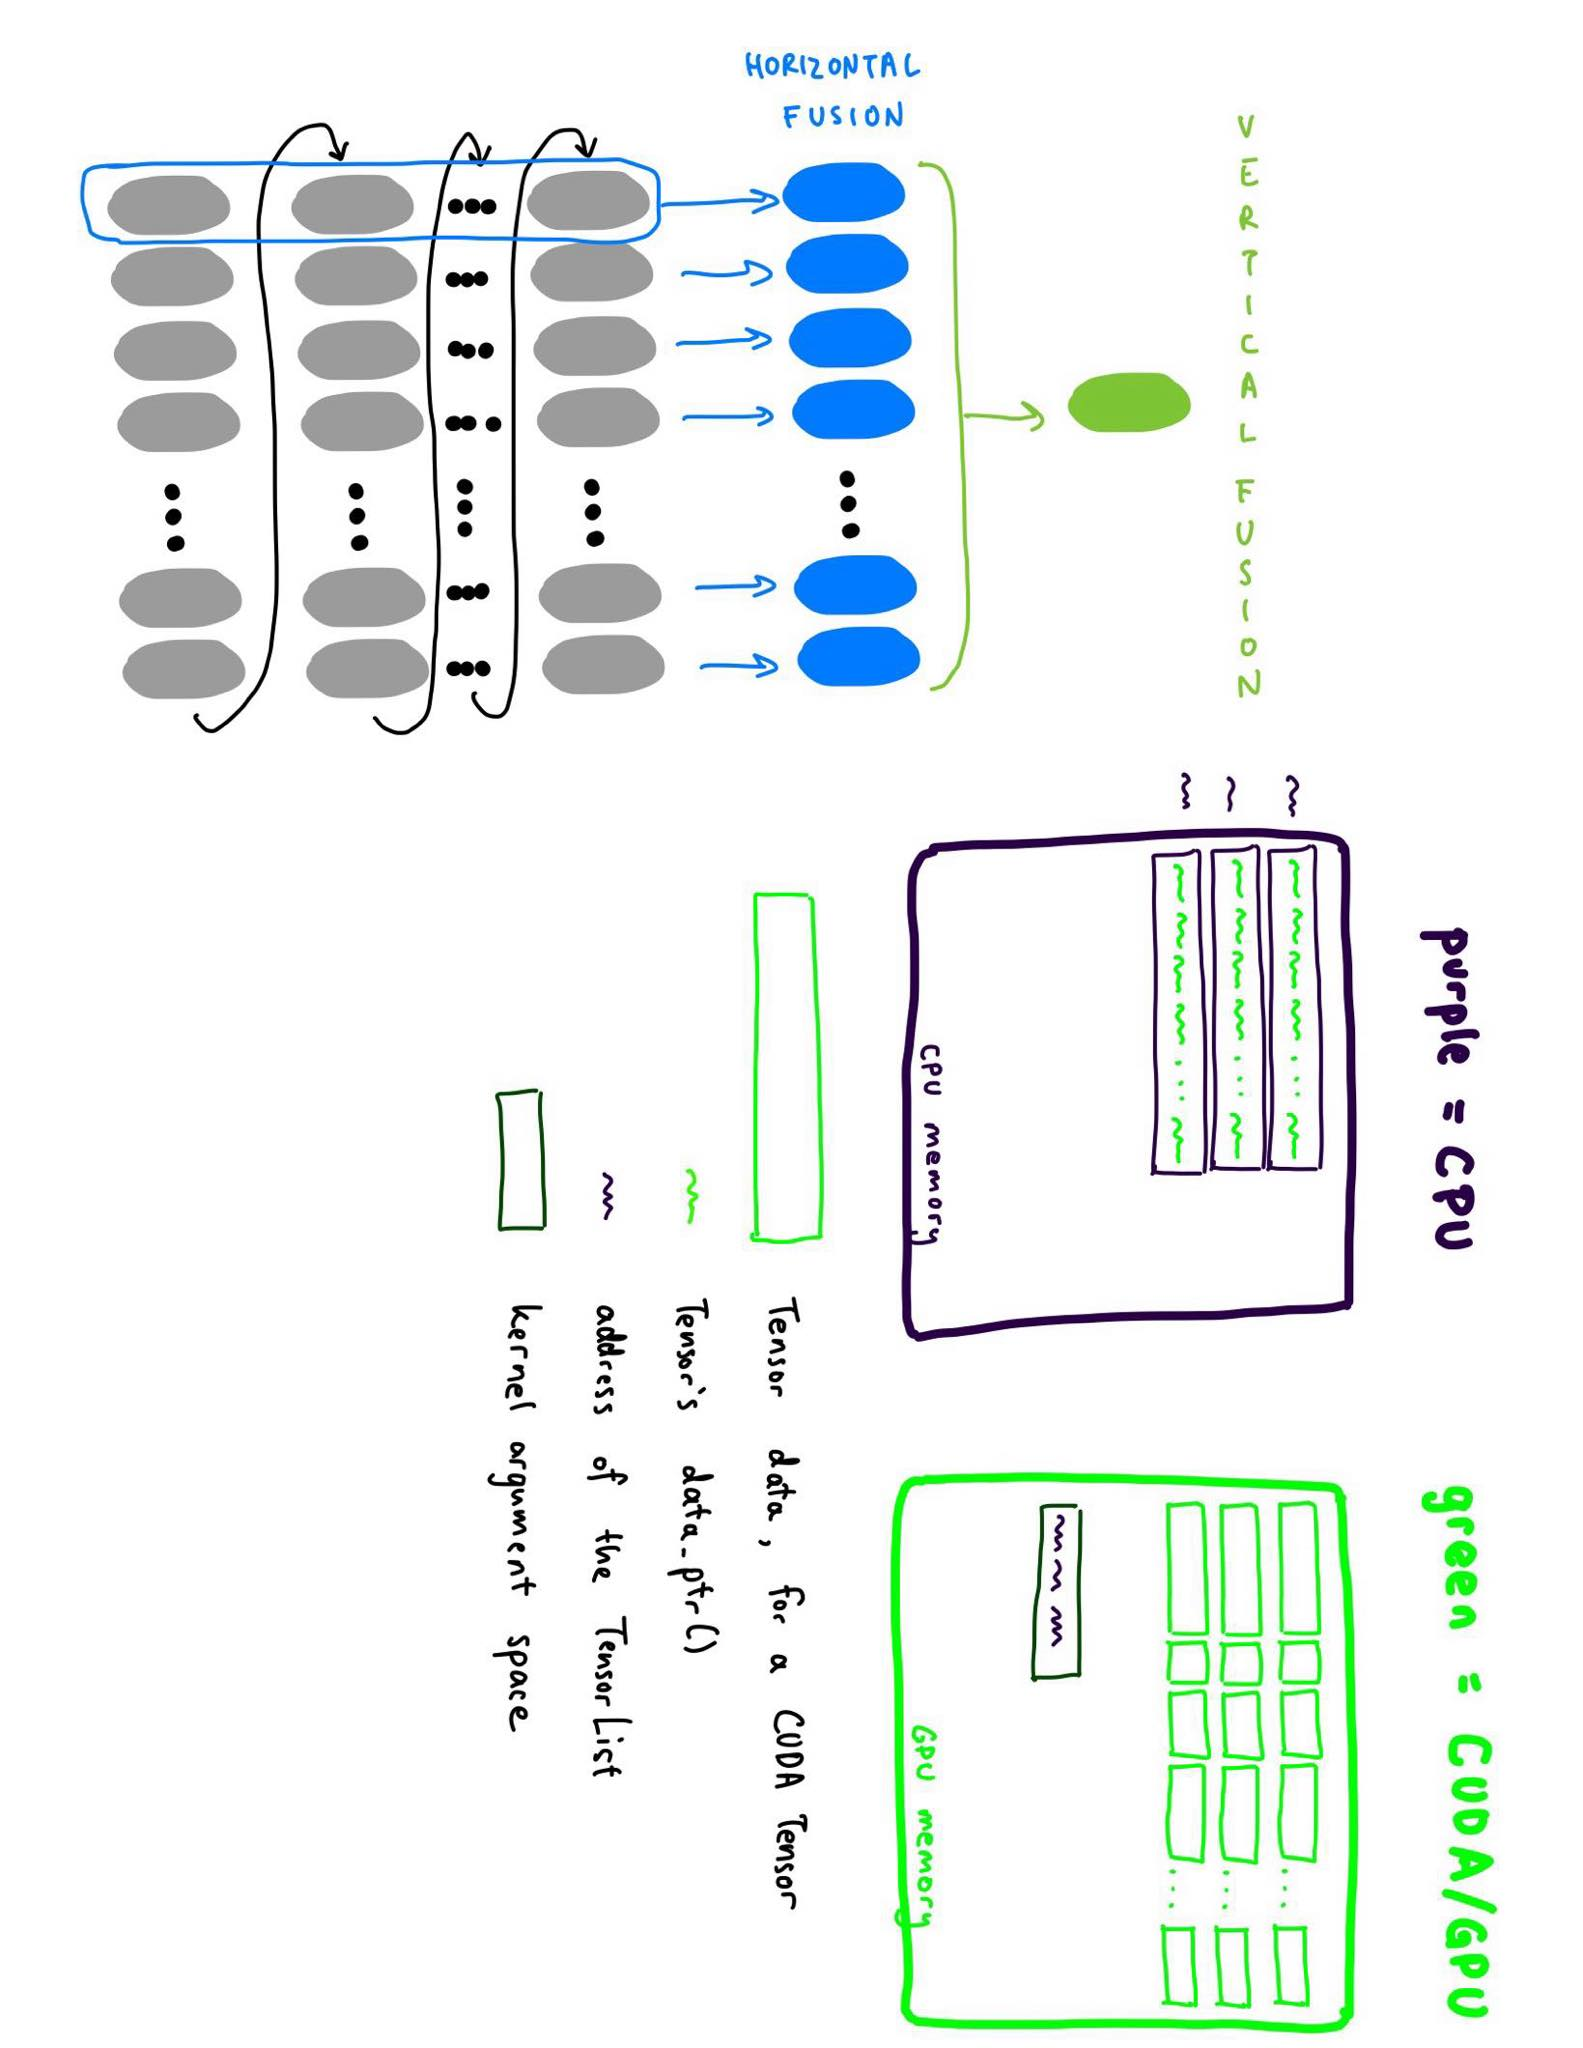 HORIZONTAL
FUSION
VERTICAL FUSION
purple = CPU
green = CUDA/GPU
CPU memory
GPU memory
Tensor data, for a CUDA Tensor
Tensor's data_ptr()
address of the TensorList
kernel argument space